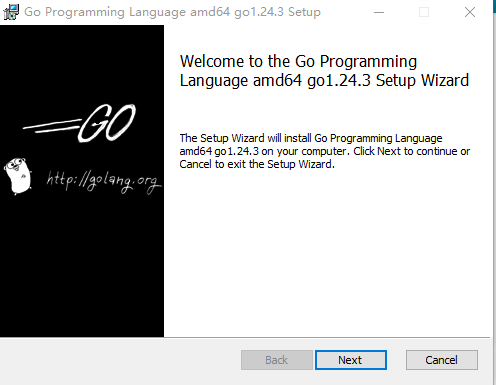 Go Programming Language amd64 go1.24.3 Setup
Welcome to the Go Programming
Language amd64 go1.24.3 Setup Wizard
The Setup Wizard will install Go Programming Language
amd64 go1.24.3 on your computer. Click Next to continue or
Cancel to exit the Setup Wizard.
GO
http://golang.org
Back
Next
Cancel